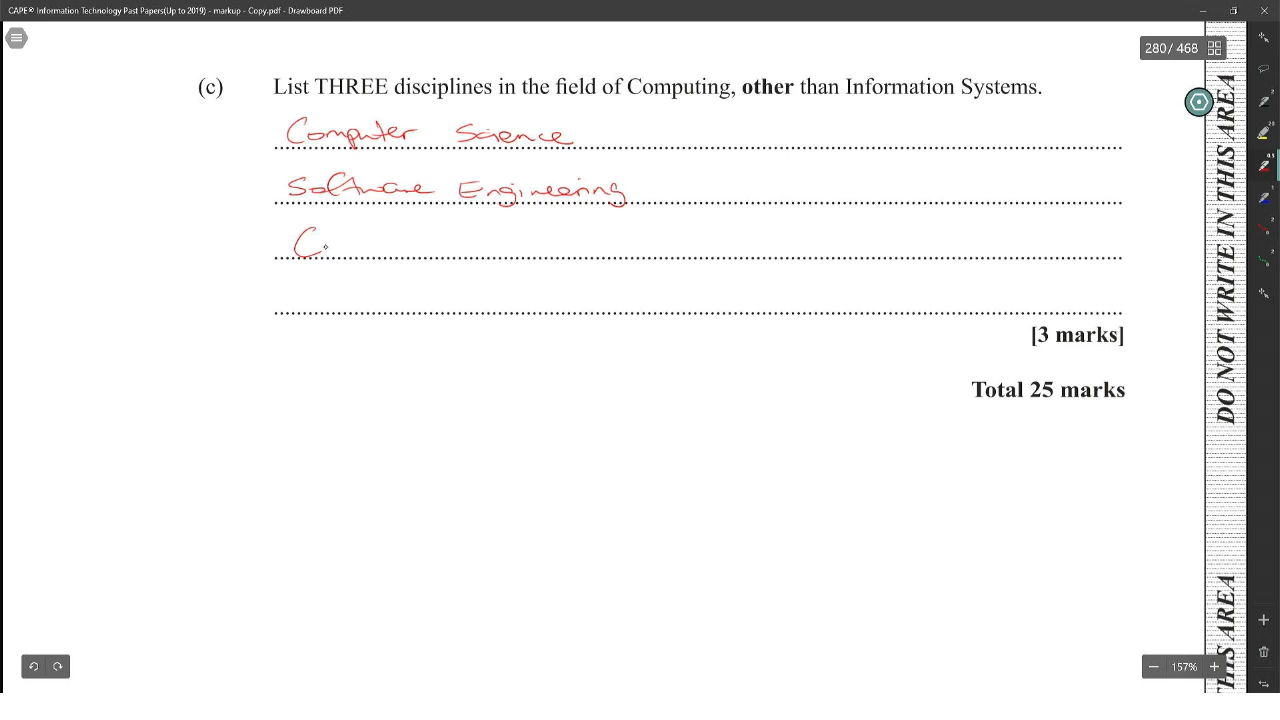 CAPE® Information Technology Past Papers(Up to 2019) - markup - Copy.pdf - Drawboard PDF
280 / 468
(c) List THREE disciplines in the field of Computing, other than Information Systems.
Computer Science
Software Engineering
C
[3 marks]
Total 25 marks
157%
DO NOT WRITE IN THIS AREA
HIS AREA